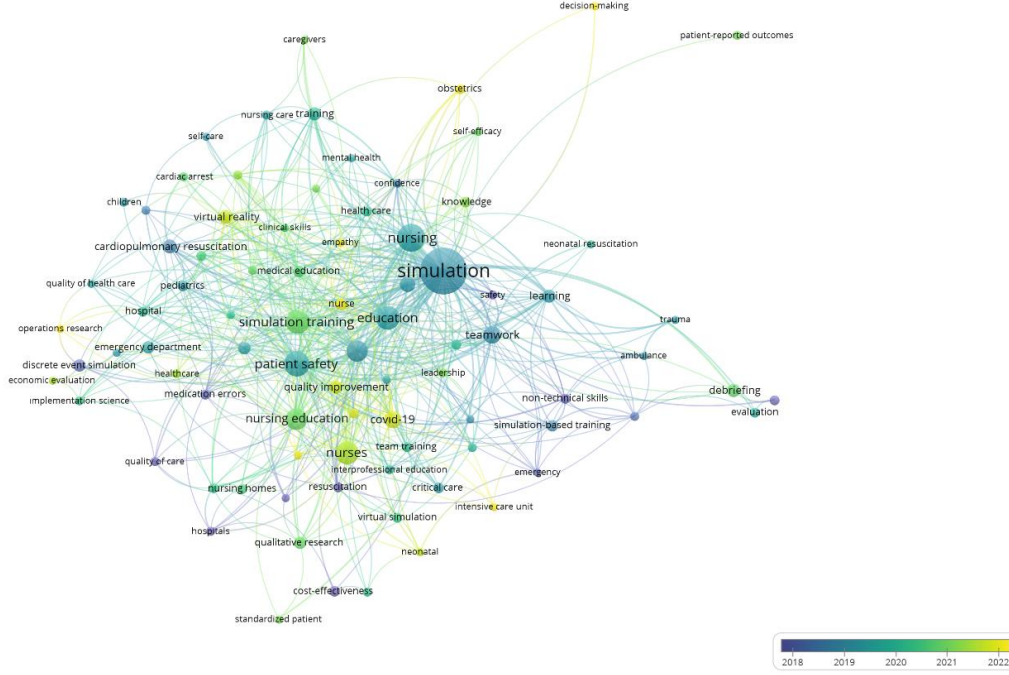 decision-making
patient-reported outcomes
caregivers
obstetrics
nursing care
training
self-efficacy
self-care
mental health
cardiac arrest
confidence
children
health care
knowledge
virtual reality
clinical skills
nursing
empathy
cardiopulmonary resuscitation
neonatal resuscitation
medical education
simulation
quality of health care
pediatrics
safety
learning
nurse
hospital
simulation training
education
trauma
operations research
teamwork
emergency department
ambulance
discrete event simulation
patient safety
healthcare
leadership
economic evaluation
quality improvement
medication errors
debriefing
implementation science
non-technical skills
evaluation
nursing education
covid-19
simulation-based training
team training
nurses
quality of care
interprofessional education
emergency
nursing homes
resuscitation
critical care
intensive care unit
virtual simulation
hospitals
qualitative research
neonatal
cost-effectiveness
standardized patient
2018 2019 2020 2021 2022